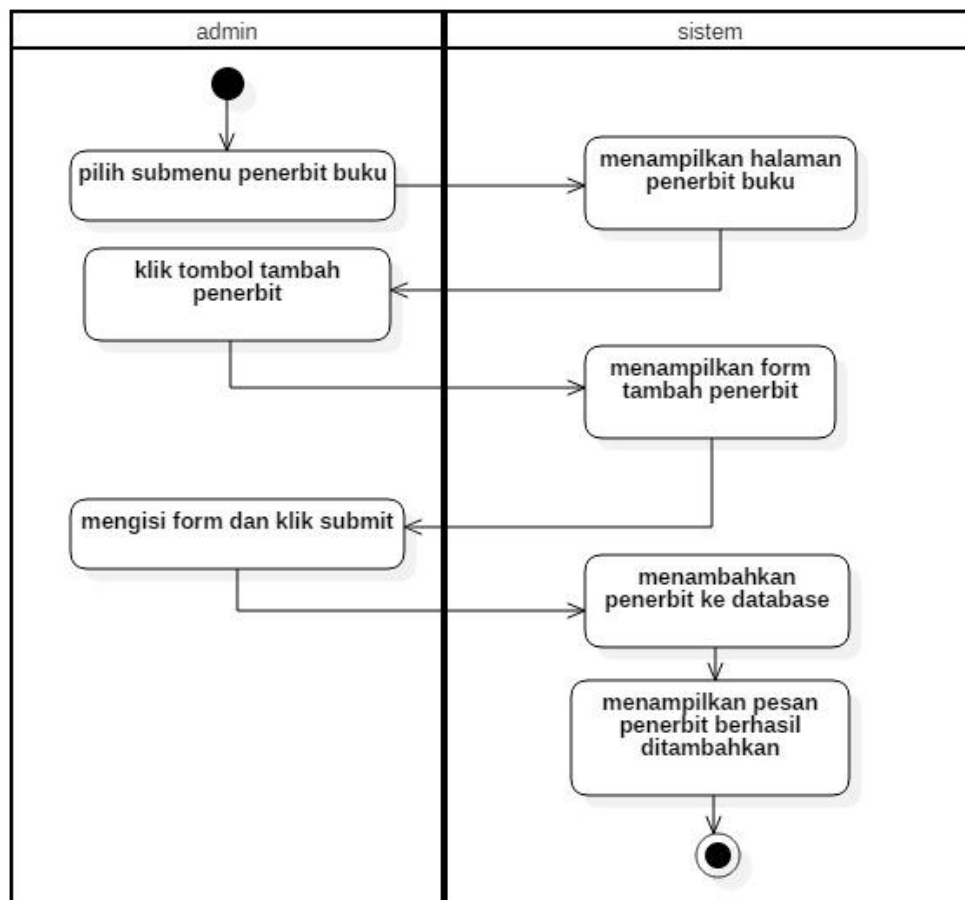 admin
sistem
pilih submenu penerbit buku
menampilkan halaman
penerbit buku
klik tombol tambah
penerbit
menampilkan form
tambah penerbit
mengisi form dan klik submit
menambahkan
penerbit ke database
menampilkan pesan
penerbit berhasil
ditambahkan